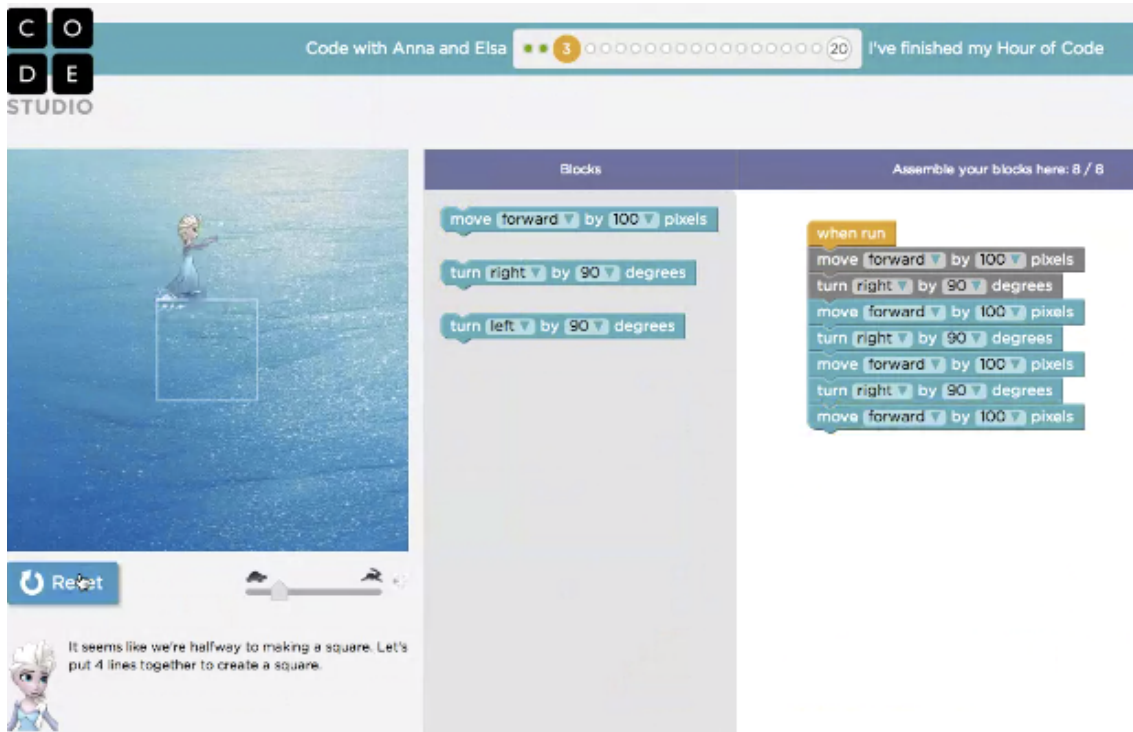 C O
D E
STUDIO
Code with Anna and Elsa
3
20
I've finished my Hour of Code
Blocks
Assemble your blocks here: 8 / 8
move forward by 100 pixels
turn right by 90 degrees
turn left by 90 degrees
when run
move forward by 100 pixels
turn right by 90 degrees
move forward by 100 pixels
turn right by 90 degrees
move forward by 100 pixels
turn right by 90 degrees
move forward by 100 pixels
Reset
It seems like we're halfway to making a square. Let's
put 4 lines together to create a square.